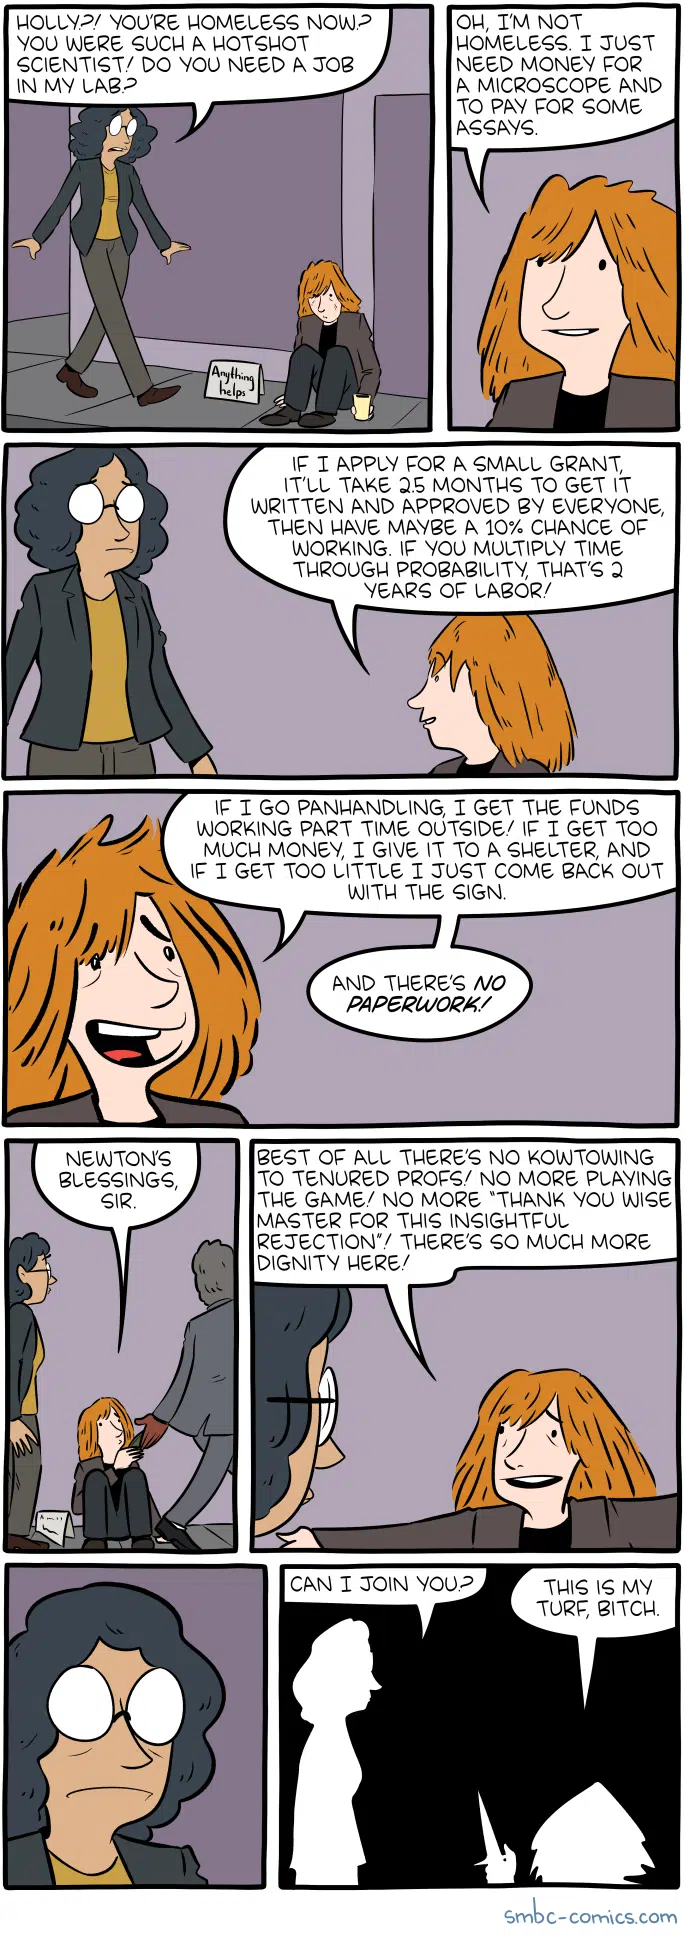 HOLLY?! YOU'RE HOMELESS NOW?
YOU WERE SUCH A HOTSHOT
SCIENTIST! DO YOU NEED A JOB
IN MY LAB?
Anything
helps
OH, I'M NOT
HOMELESS. I JUST
NEED MONEY FOR
A MICROSCOPE AND
TO PAY FOR SOME
ASSAYS.
IF I APPLY FOR A SMALL GRANT,
IT'LL TAKE 2.5 MONTHS TO GET IT
WRITTEN AND APPROVED BY EVERYONE,
THEN HAVE MAYBE A 10% CHANCE OF
WORKING. IF YOU MULTIPLY TIME
THROUGH PROBABILITY, THAT'S 2
YEARS OF LABOR!
IF I GO PANHANDLING, I GET THE FUNDS
WORKING PART TIME OUTSIDE! IF I GET TOO
MUCH MONEY, I GIVE IT TO A SHELTER, AND
IF I GET TOO LITTLE I JUST COME BACK OUT
WITH THE SIGN.
AND THERE'S NO
PAPERWORK!
NEWTON'S
BLESSINGS,
SIR.
BEST OF ALL THERE'S NO KOWTOWING
TO TENURED PROFS! NO MORE PLAYING
THE GAME! NO MORE "THANK YOU WISE
MASTER FOR THIS INSIGHTFUL
REJECTION"! THERE'S SO MUCH MORE
DIGNITY HERE!
CAN I JOIN YOU?
THIS IS MY
TURF, BITCH.
smbc-comics.com